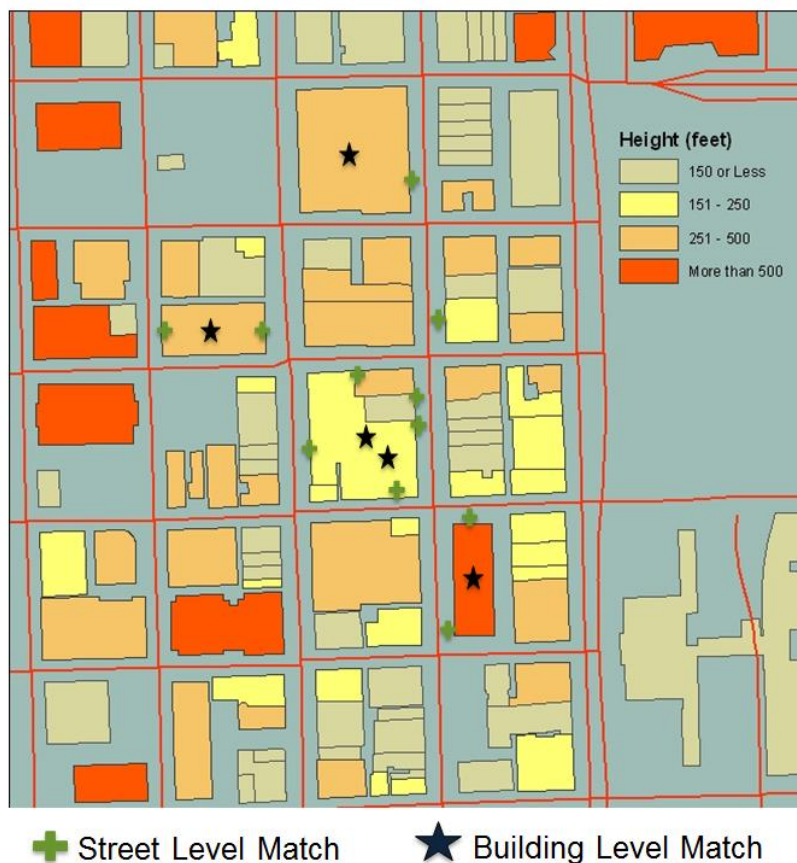 Height (feet)
150 or Less
151 - 250
251 - 500
More than 500
Street Level Match
Building Level Match